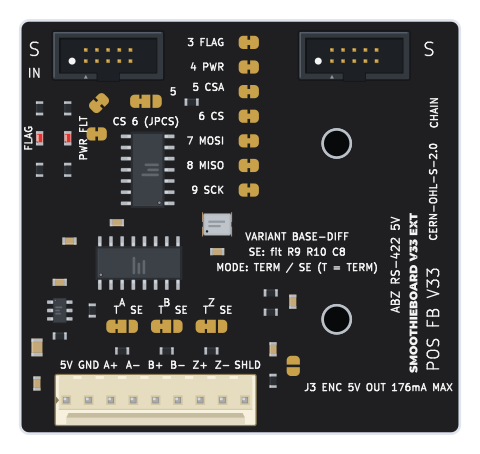 S
IN
3 FLAG
4 PWR
5 CSA
6 CS
7 MOSI
8 MISO
9 SCK
S
5
CS 6 (JPCS)
FLAG
PWR_FLT
CHAIN
CERN-OHL-S-2.0
VARIANT BASE-DIFF
SE: flt R9 R10 C8
MODE: TERM / SE (T = TERM)
ABZ RS-422 5V
SMOOTHIEBOARD V33 EXT
POS FB V33
A
T SE
B
T SE
Z
T SE
5V GND A+ A- B+ B- Z+ Z- SHLD
J3 ENC 5V OUT 176mA MAX